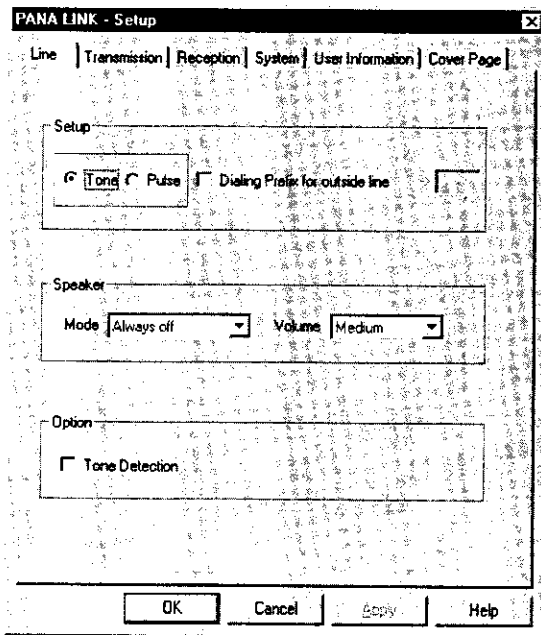 PANA LINK - Setup
Line Transmission Reception System User Information Cover Page
Setup
Tone Pulse Dialing Prefix for outside line
Speaker
Mode Always off Volume Medium
Option
Tone Detection
OK Cancel Apply Help